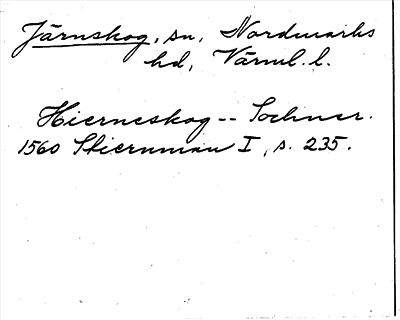 Järnskog, sn, Nordmarks
hd, Värml. l.
Hierneskog -- Sochner.
1560 Stiernman I, s. 235.